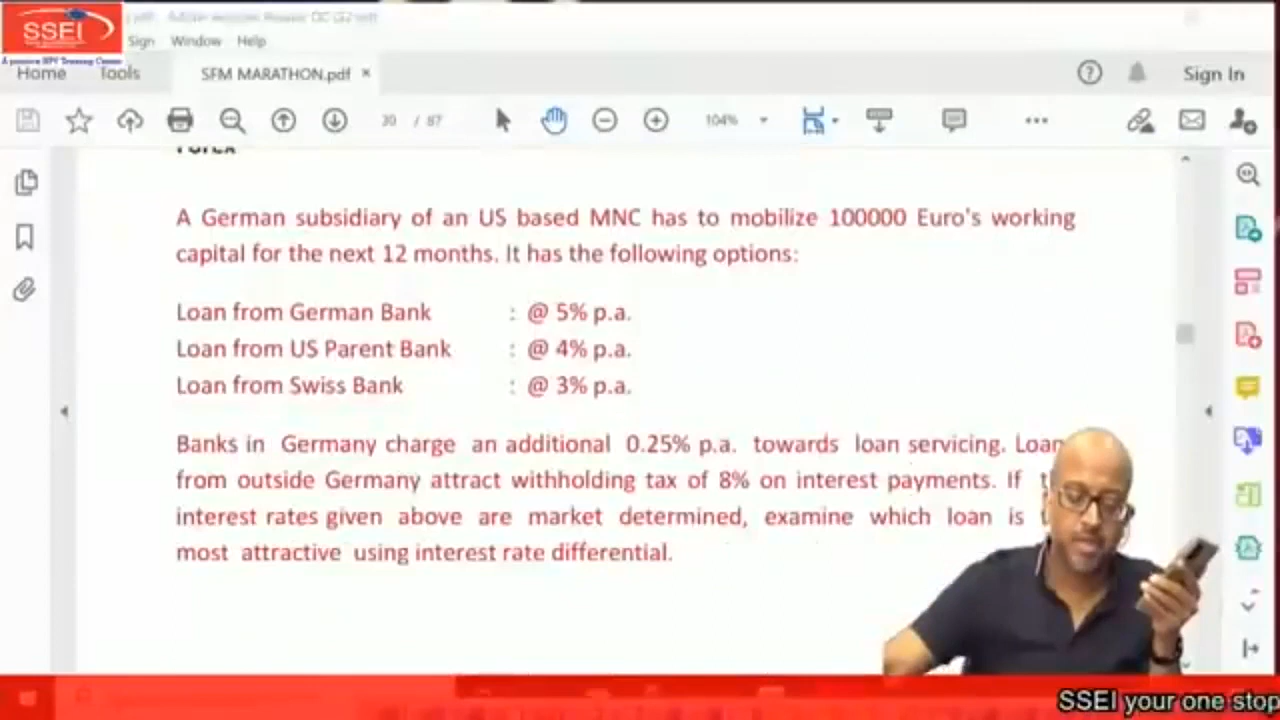 SSEI
Sign Window Help
Home Tools SFM MARATHON.pdf × Sign In
30 / 87 104%
A German subsidiary of an US based MNC has to mobilize 100000 Euro's working
capital for the next 12 months. It has the following options:
Loan from German Bank : @ 5% p.a.
Loan from US Parent Bank : @ 4% p.a.
Loan from Swiss Bank : @ 3% p.a.
Banks in Germany charge an additional 0.25% p.a. towards loan servicing. Loan
from outside Germany attract withholding tax of 8% on interest payments. If
interest rates given above are market determined, examine which loan is
most attractive using interest rate differential.
SSEI your one stop